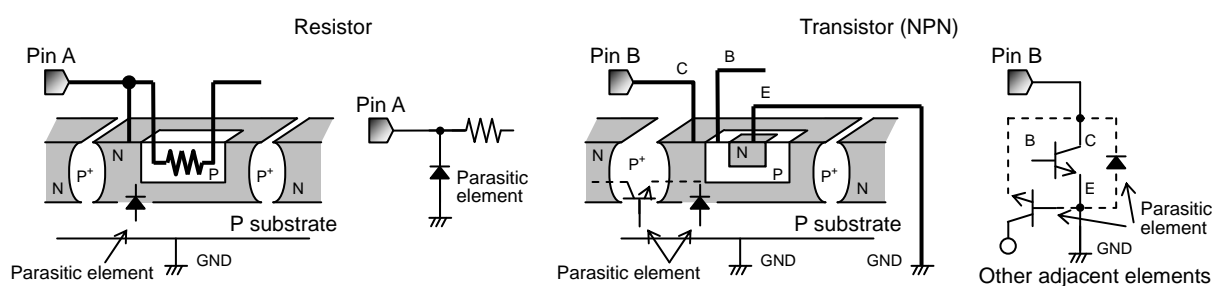 Resistor
Transistor (NPN)
Pin A
Pin A
N
N
P+
P
P+
N
Parasitic
element
P substrate
Parasitic element
GND
Pin B
C
B
E
N
N
P+
N
P
P+
N
P substrate
Parasitic element
GND
GND
Pin B
B
C
E
Parasitic
element
GND
Other adjacent elements